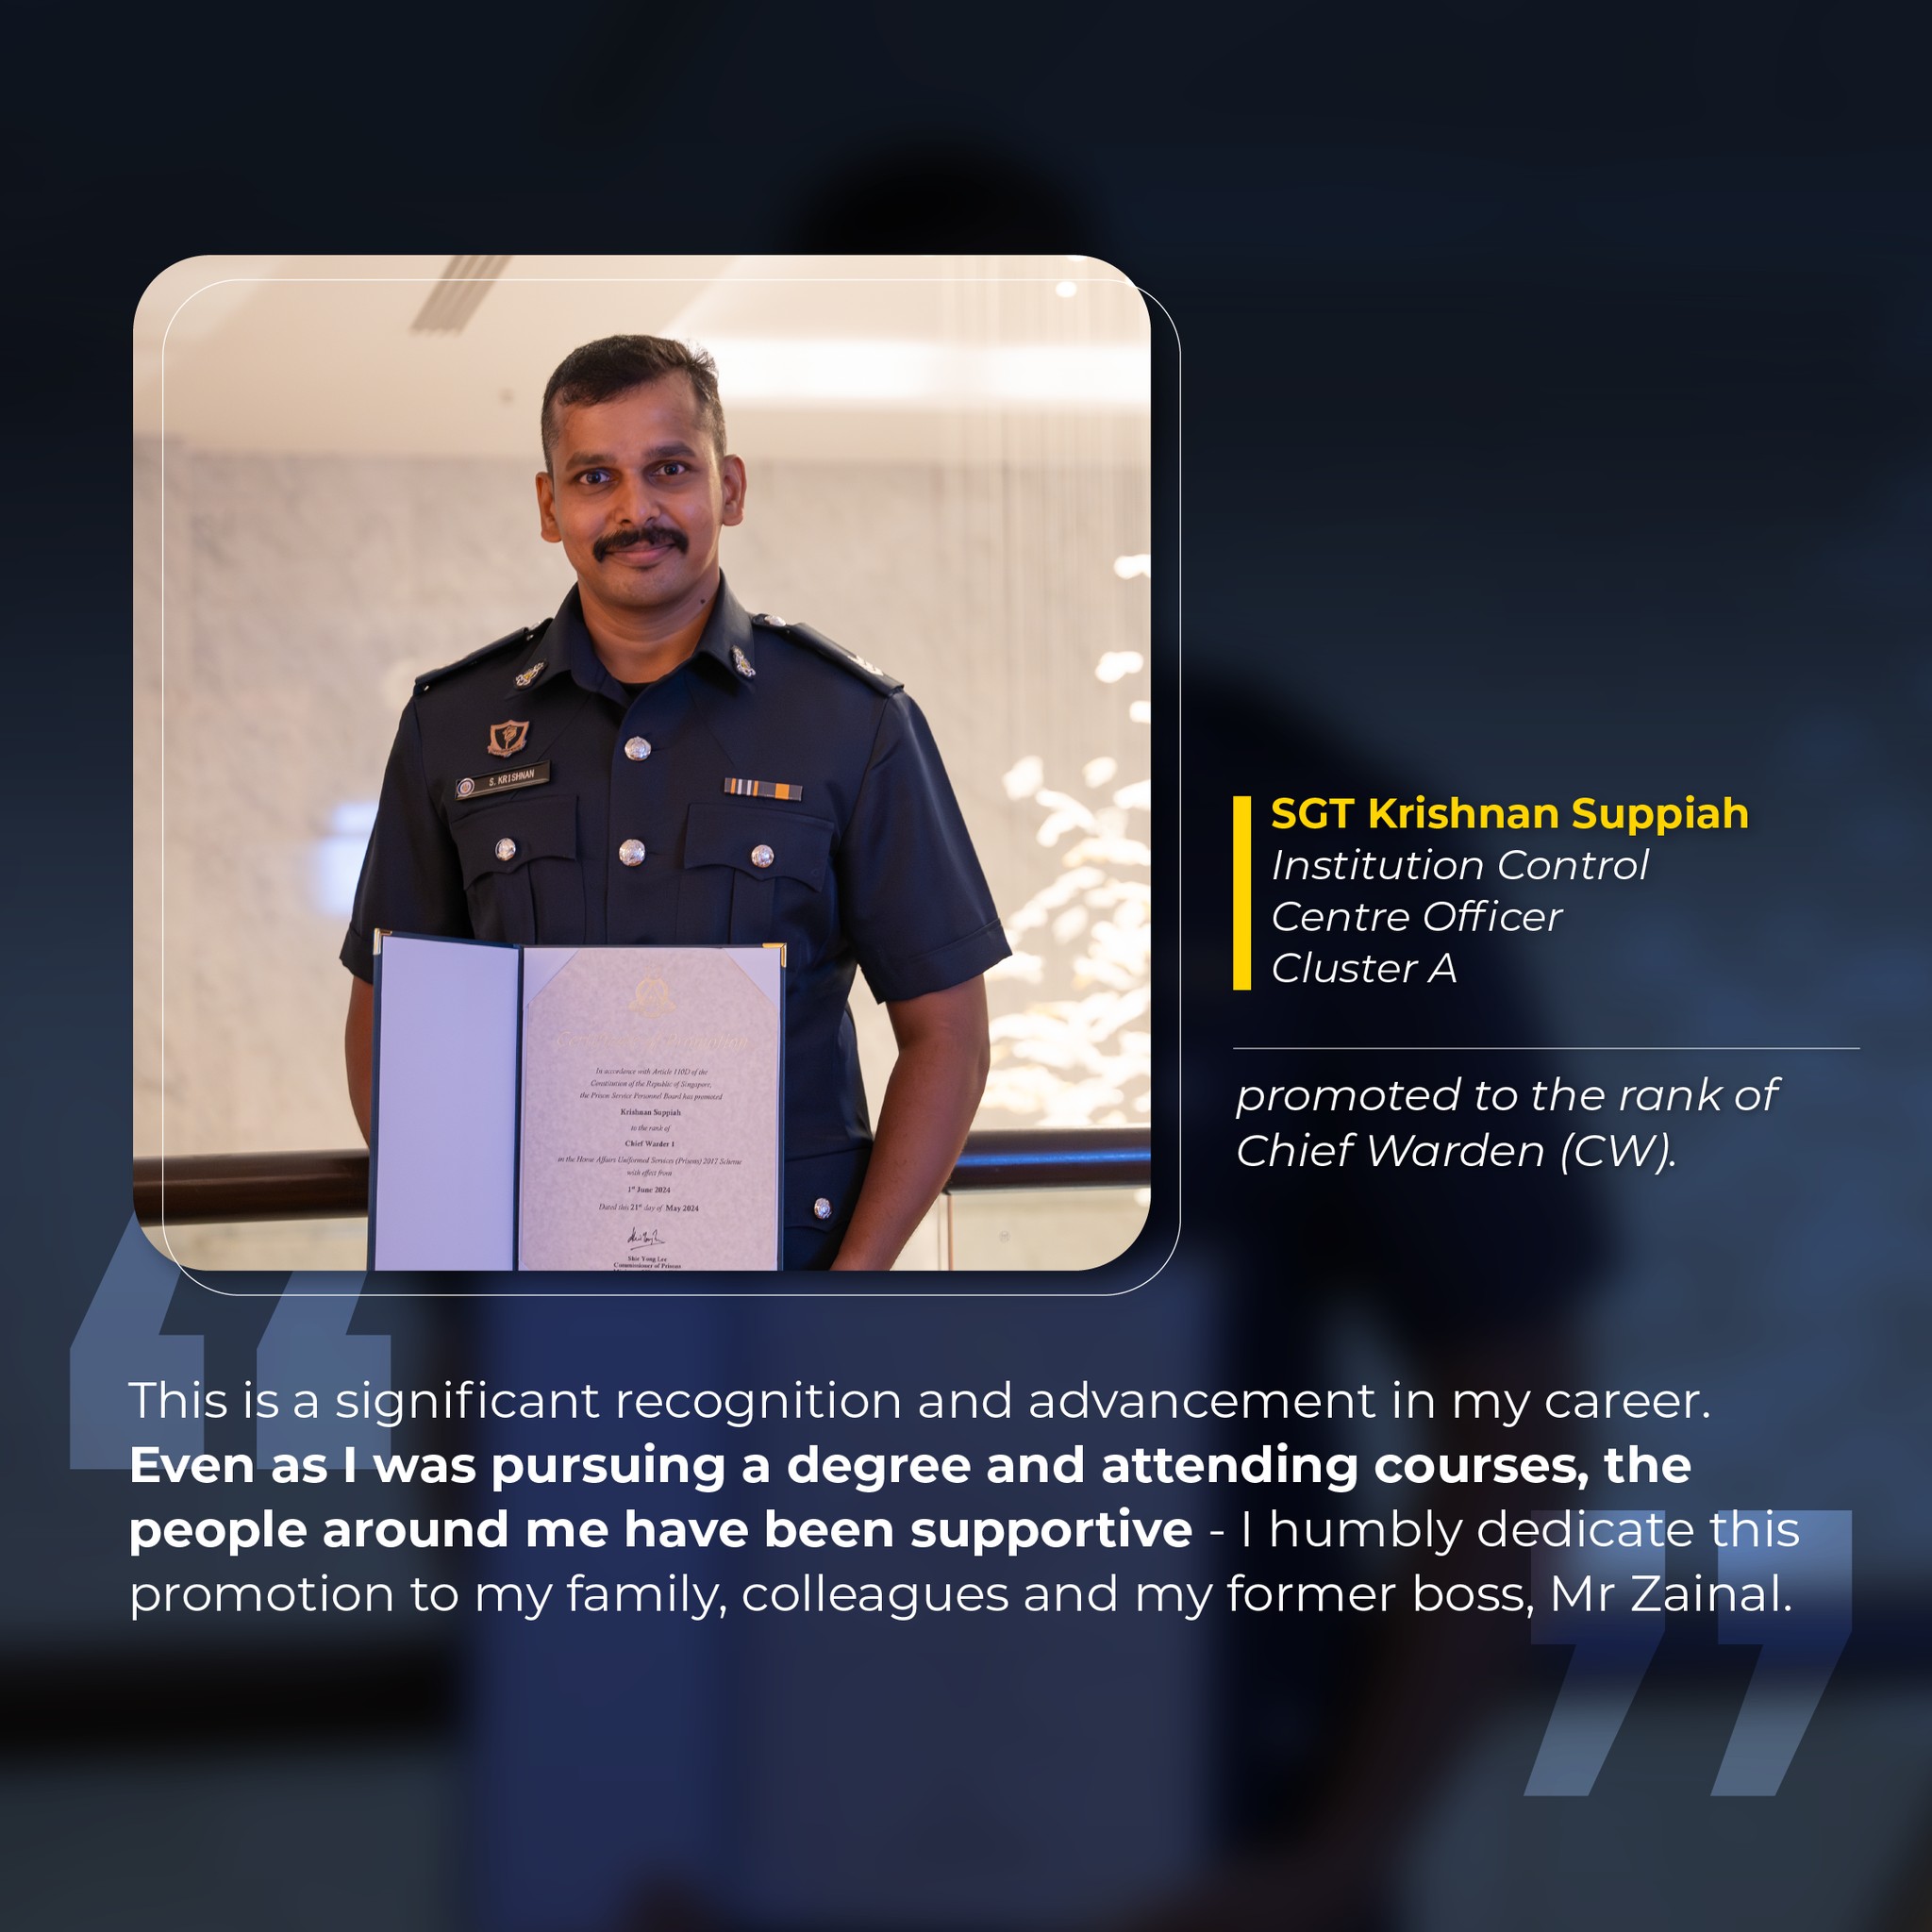 S. KRISHNAN
Certificate of Promotion
In accordance with Article 110D of the
Constitution of the Republic of Singapore,
the Prison Service Personnel Board has promoted
Krishnan Suppiah
to the rank of
Chief Warder 1
in the Home Affairs Uniformed Services (Prisons) 2017 Scheme
with effect from
1st June 2024
Dated this 21st day of May 2024
Shie Yong Lee
Commissioner of Prisons
SGT Krishnan Suppiah
Institution Control
Centre Officer
Cluster A
promoted to the rank of
Chief Warden (CW).
This is a significant recognition and advancement in my career.
Even as I was pursuing a degree and attending courses, the
people around me have been supportive - I humbly dedicate this
promotion to my family, colleagues and my former boss, Mr Zainal.